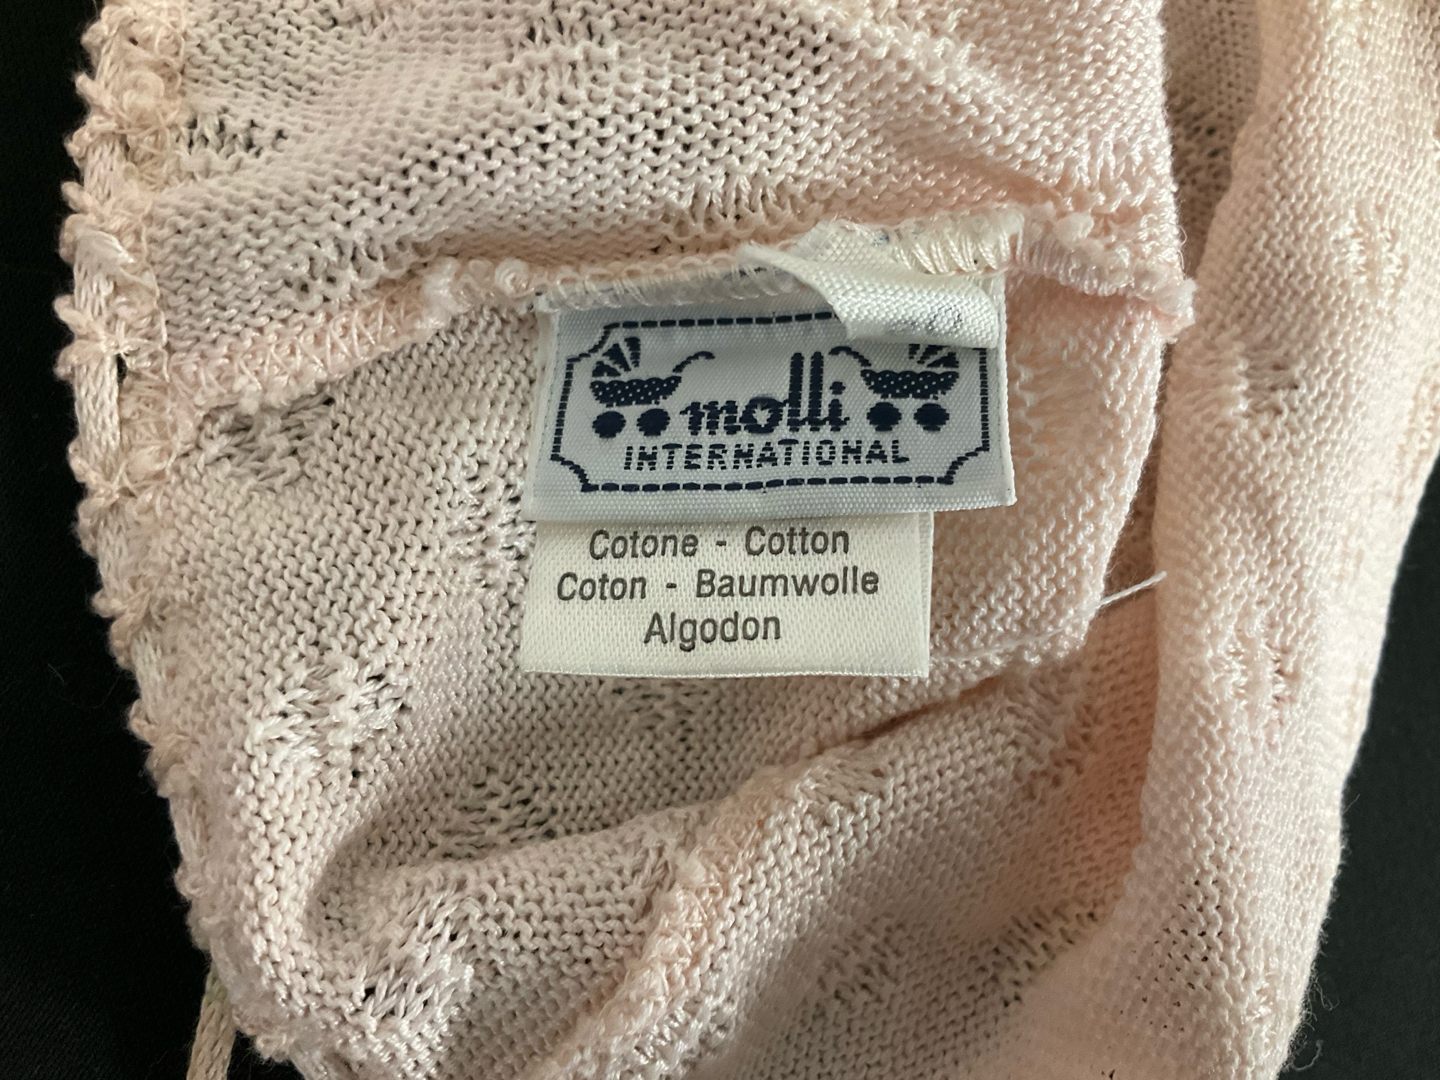 molli
INTERNATIONAL
Cotone - Cotton
Coton - Baumwolle
Algodon